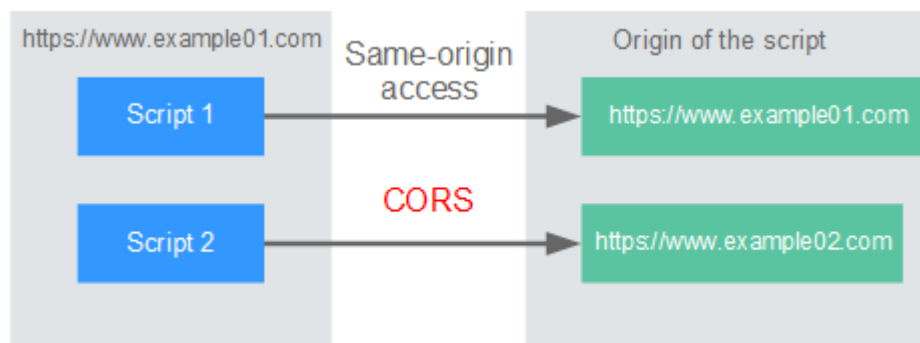 https://www.example01.com
Origin of the script
Same-origin
access
Script 1
https://www.example01.com
CORS
Script 2
https://www.example02.com